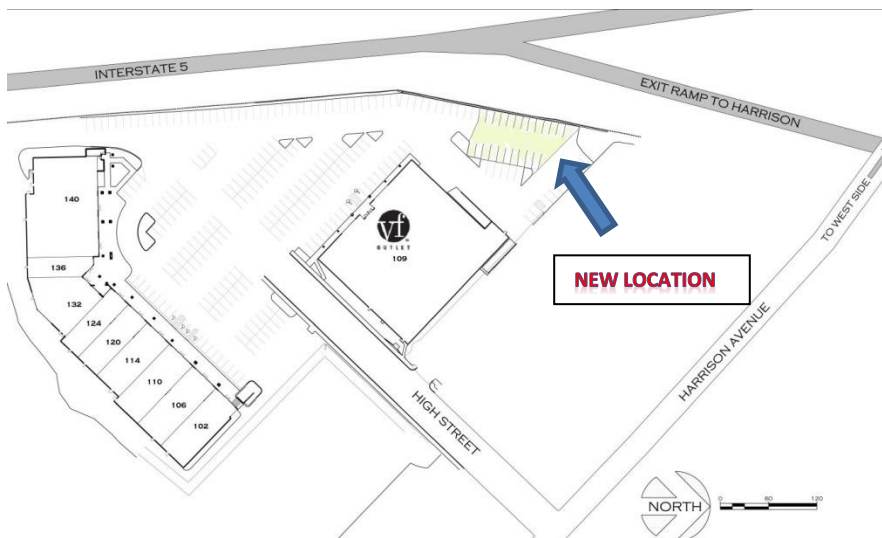 INTERSTATE 5
EXIT RAMP TO HARRISON
140
TO WEST SIDE
vf
OUTLET
109
136
NEW LOCATION
132
124
120
114
110
106
102
HARRISON AVENUE
HIGH STREET
NORTH
0 60 120